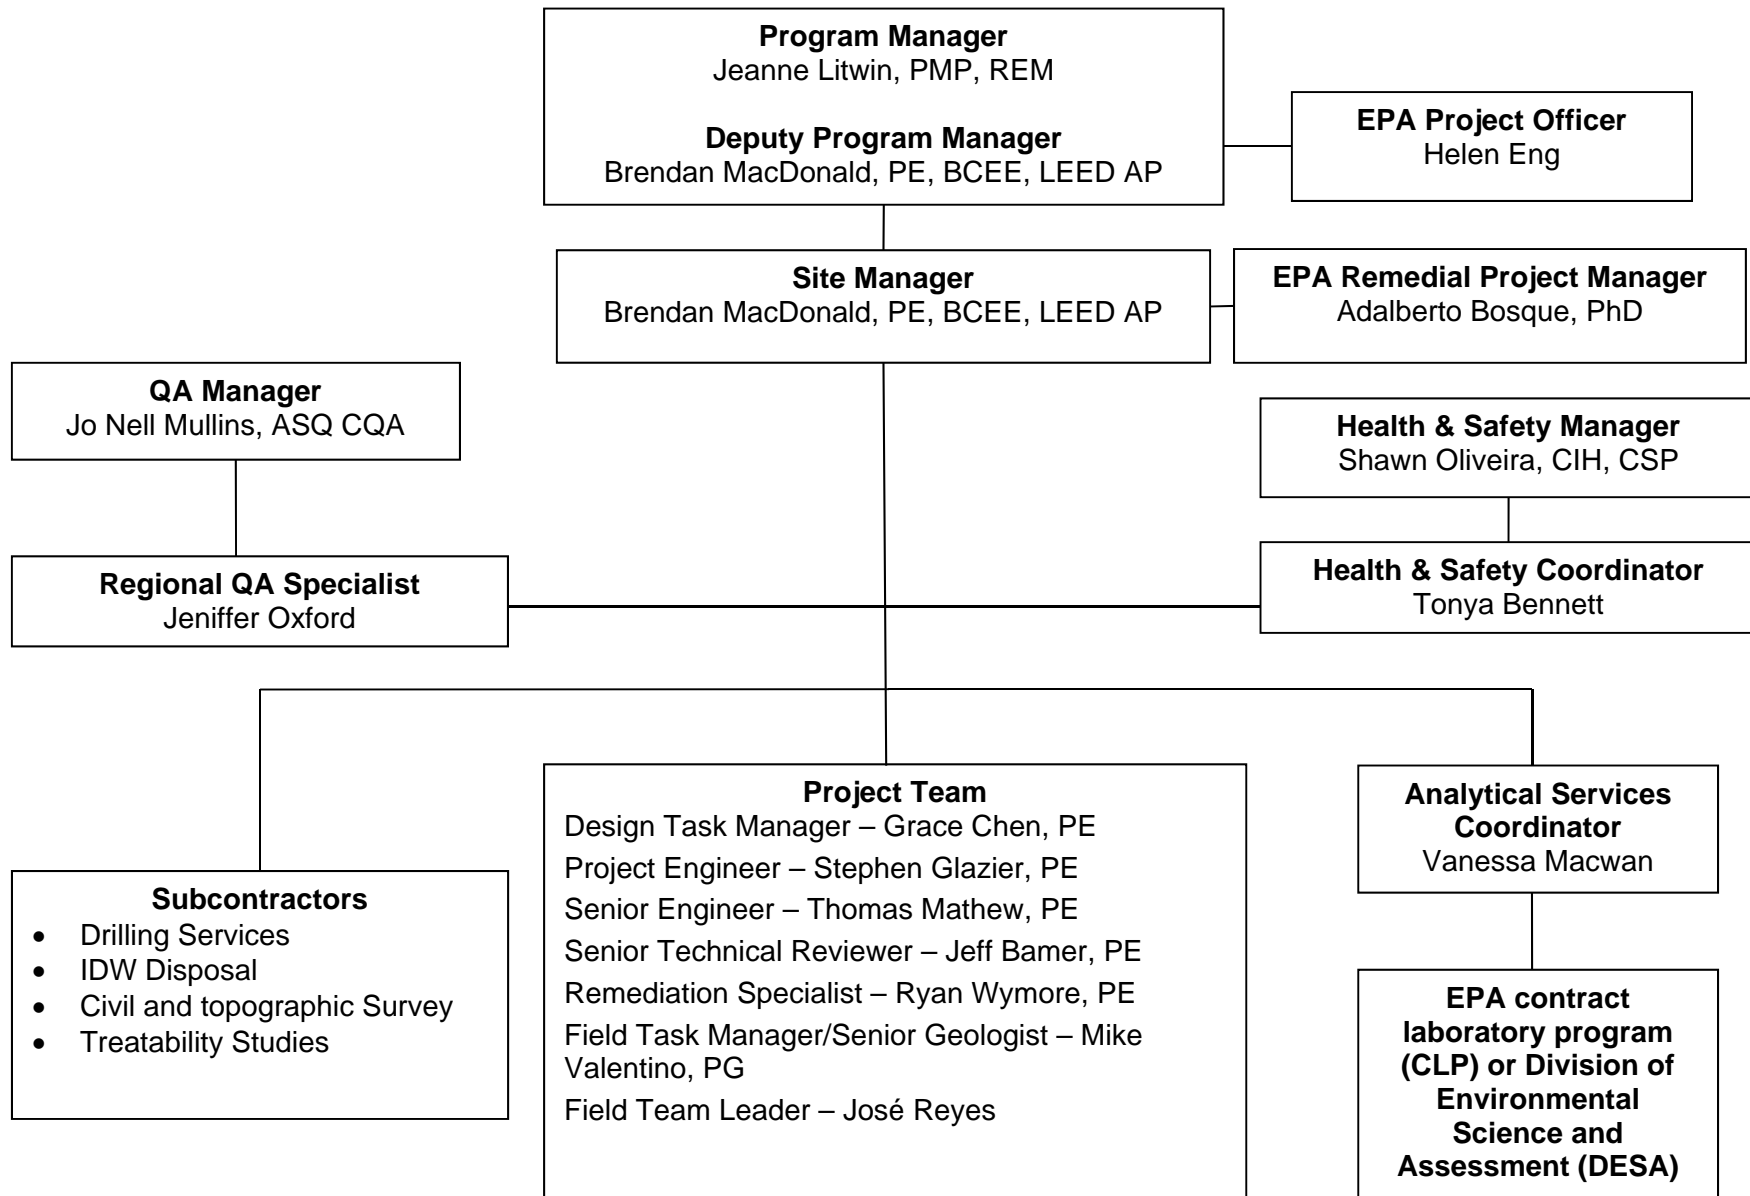 Program Manager
Jeanne Litwin, PMP, REM
Deputy Program Manager
Brendan MacDonald, PE, BCEE, LEED AP
EPA Project Officer
Helen Eng
Site Manager
Brendan MacDonald, PE, BCEE, LEED AP
EPA Remedial Project Manager
Adalberto Bosque, PhD
QA Manager
Jo Nell Mullins, ASQ CQA
Health & Safety Manager
Shawn Oliveira, CIH, CSP
Regional QA Specialist
Jeniffer Oxford
Health & Safety Coordinator
Tonya Bennett
Subcontractors
• Drilling Services
• IDW Disposal
• Civil and topographic Survey
• Treatability Studies
Project Team
Design Task Manager – Grace Chen, PE
Project Engineer – Stephen Glazier, PE
Senior Engineer – Thomas Mathew, PE
Senior Technical Reviewer – Jeff Bamer, PE
Remediation Specialist – Ryan Wymore, PE
Field Task Manager/Senior Geologist – Mike
Valentino, PG
Field Team Leader – José Reyes
Analytical Services
Coordinator
Vanessa Macwan
EPA contract
laboratory program
(CLP) or Division of
Environmental
Science and
Assessment (DESA)